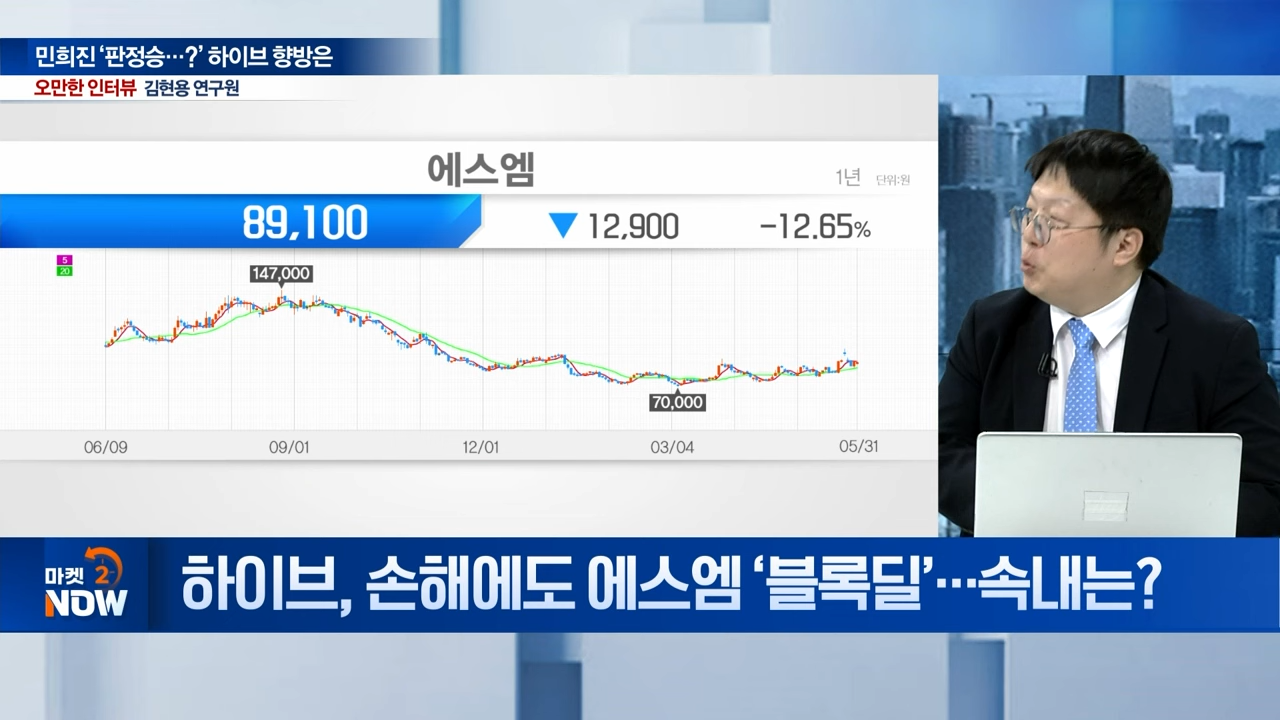 민희진 ‘판정승…?’ 하이브 향방은
오만한 인터뷰 김현용 연구원
에스엠
1년 단위:원
89,100 ▼ 12,900 -12.65%
5
20
147,000
70,000
06/09 09/01 12/01 03/04 05/31
마켓 2
NOW
하이브, 손해에도 에스엠 ‘블록딜’…속내는?